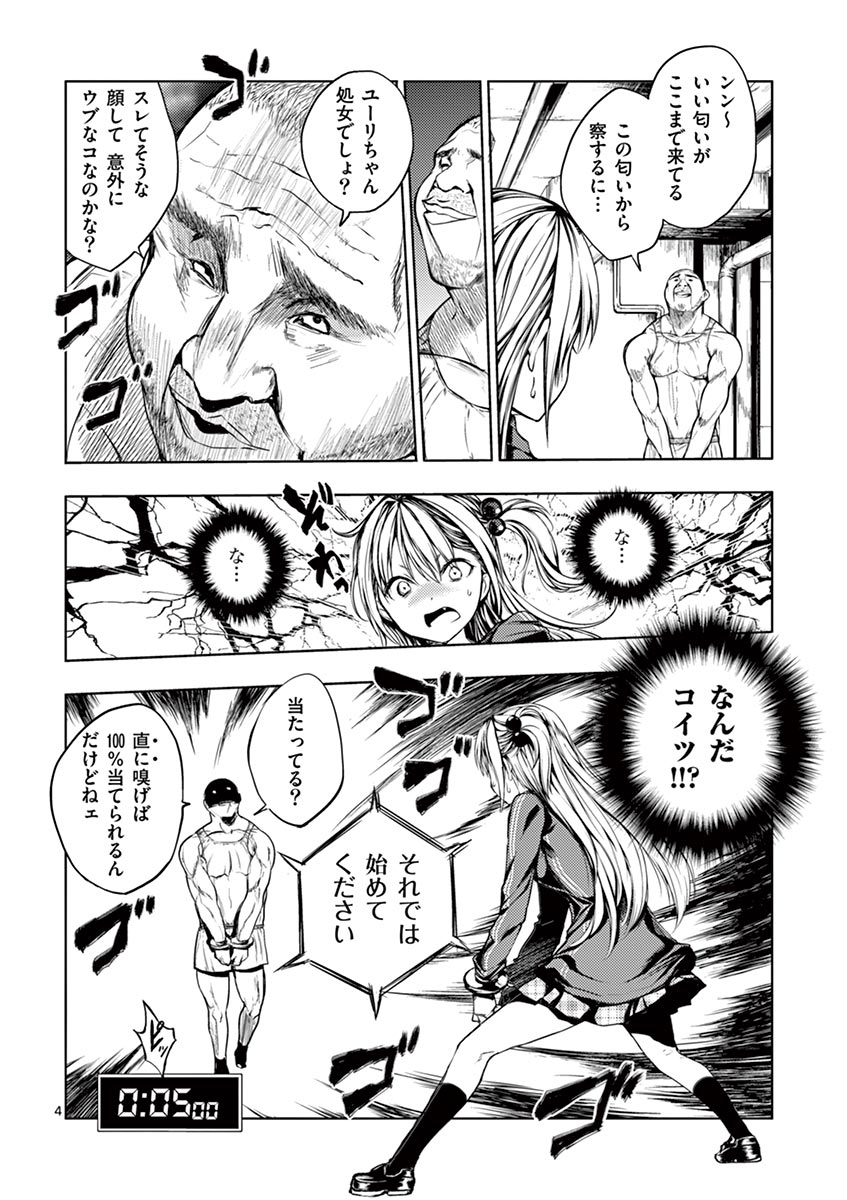 ンン～
いい匂いが
ここまで来てる
この匂いから
察するに…
ユーリちゃん
処女でしょ？
スレてそうな
顔して 意外に
ウブなコなのかな？
ゴ
ゴ
ゴ
な…
ぞわっ
な…
なんだ
コイツ!!?
ゴ
ゴ
それでは
始めて
ください
当たってる？
直に嗅げば
100％当てられるん
だけどねェ
ピッ
0:05 00
ゴ
4